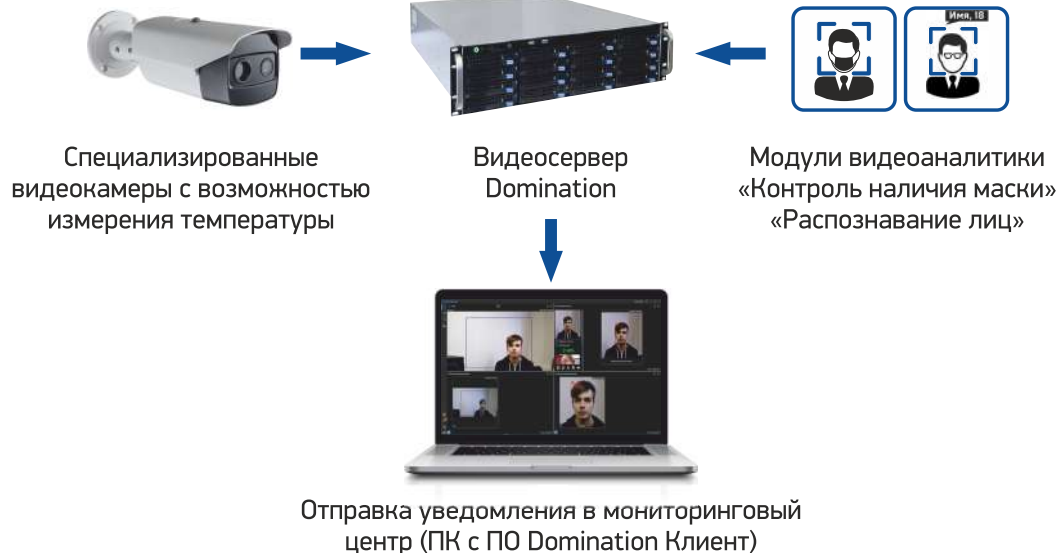 Имя, 18
Специализированные
видеокамеры с возможностью
измерения температуры
Видеосервер
Domination
Модули видеоаналитики
«Контроль наличия маски»
«Распознавание лиц»
Отправка уведомления в мониторинговый
центр (ПК с ПО Domination Клиент)